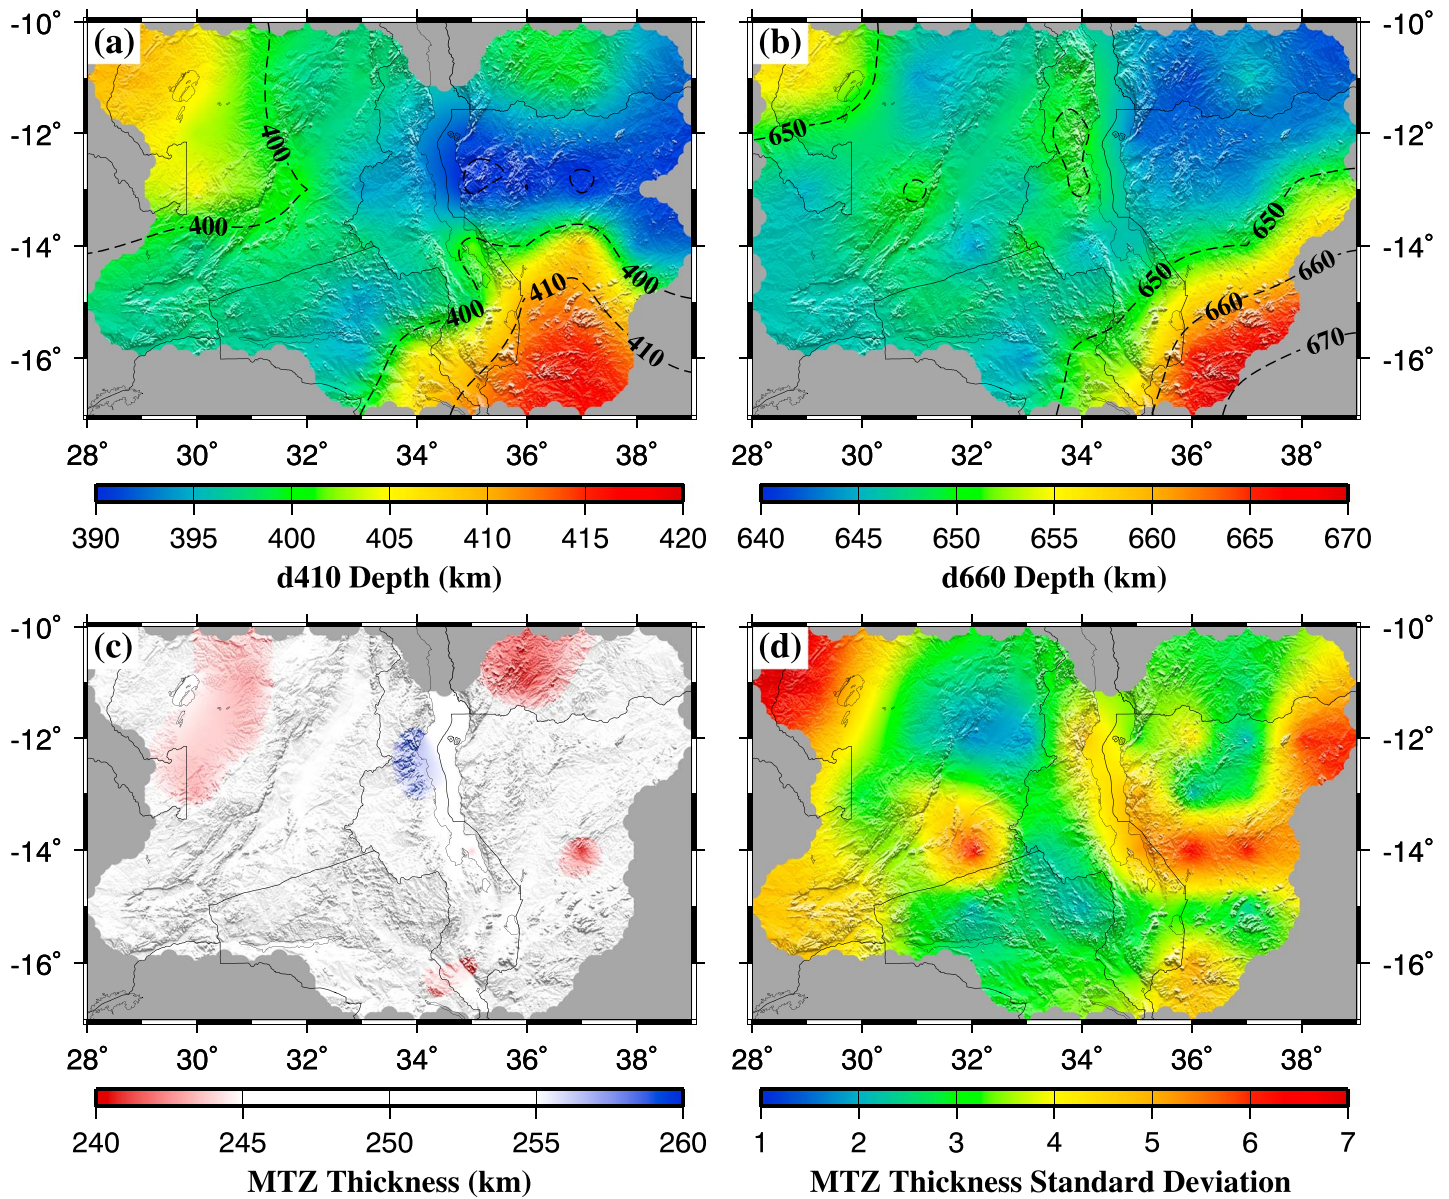 (a)
(b)
-10°
-12°
-14°
-16°
400
400
400
400
410
410
650
650
650
660
660
670
-10°
-12°
-14°
-16°
28° 30° 32° 34° 36° 38°
28° 30° 32° 34° 36° 38°
390 395 400 405 410 415 420
d410 Depth (km)
640 645 650 655 660 665 670
d660 Depth (km)
(c)
(d)
-10°
-12°
-14°
-16°
-10°
-12°
-14°
-16°
28° 30° 32° 34° 36° 38°
28° 30° 32° 34° 36° 38°
240 245 250 255 260
MTZ Thickness (km)
1 2 3 4 5 6 7
MTZ Thickness Standard Deviation